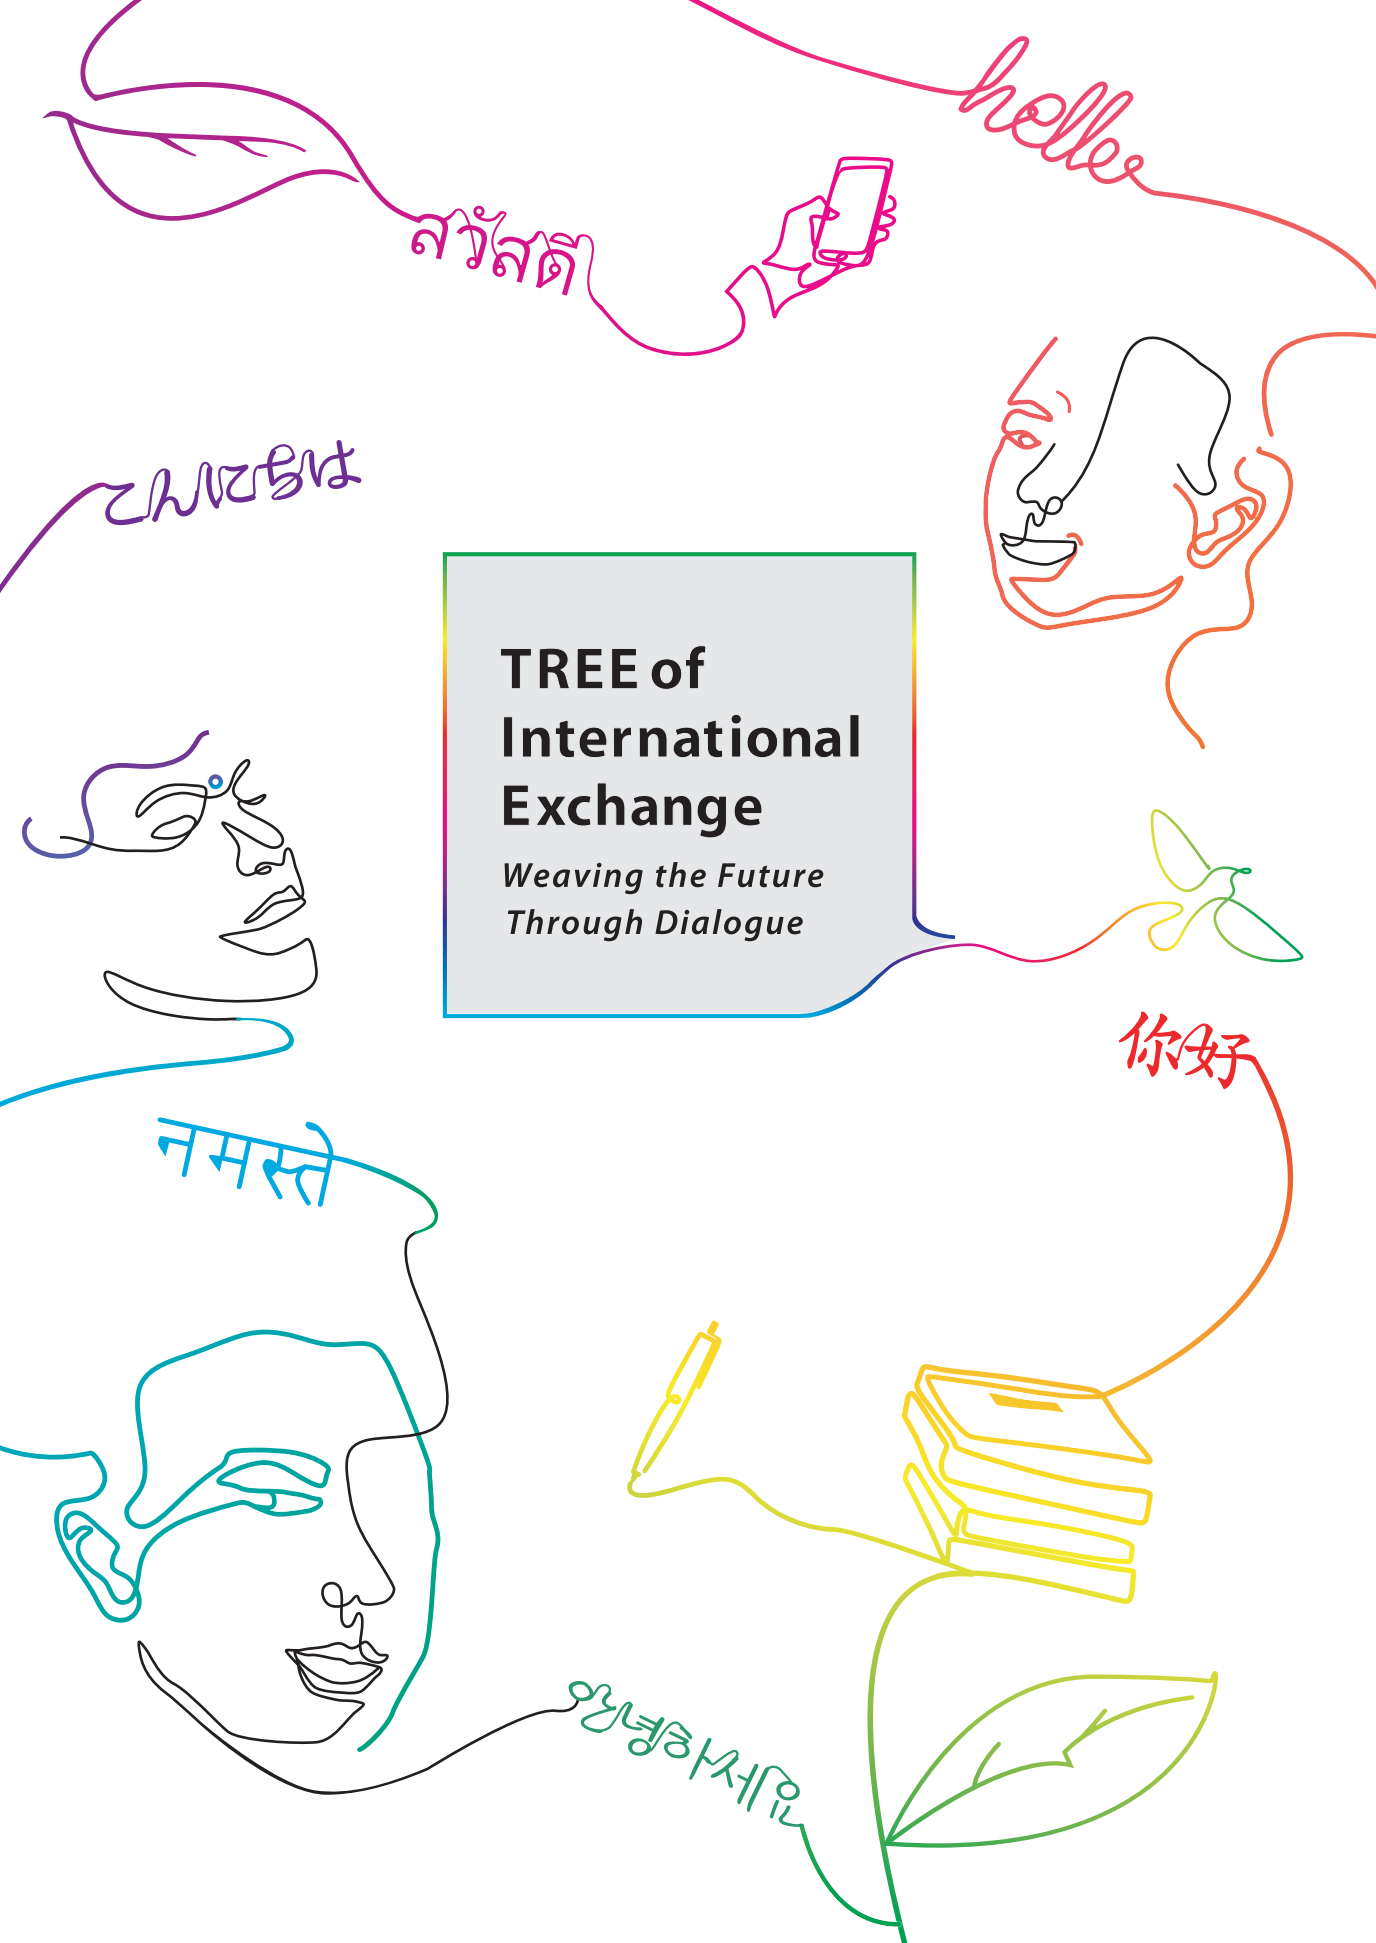 hello
สวัสดี
こんにちは
TREE of
International
Exchange
Weaving the Future
Through Dialogue
你好
नमस्ते
안녕하세요